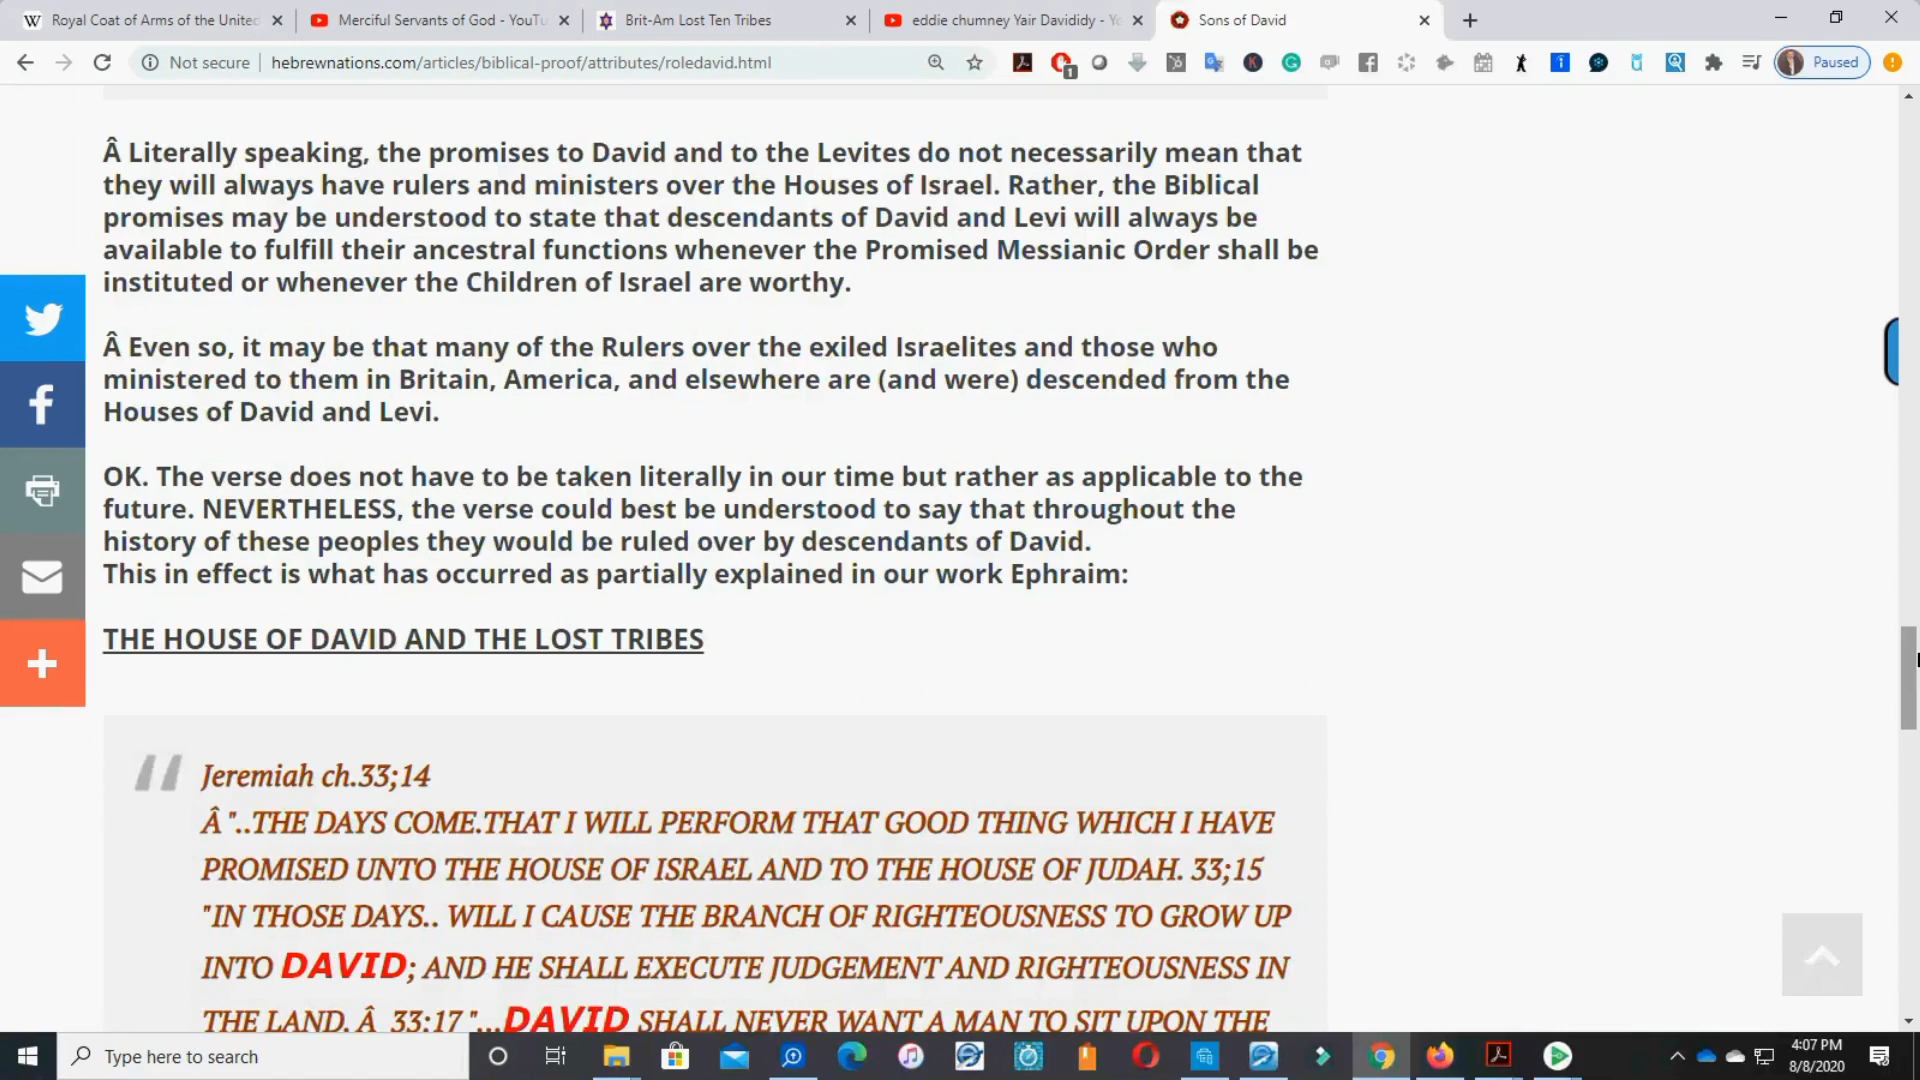 Royal Coat of Arms of the United
Merciful Servants of God - YouTu
Brit-Am Lost Ten Tribes
eddie chumney Yair Davididy - Yo
Sons of David
Not secure
hebrewnations.com/articles/biblical-proof/attributes/roledavid.html
1
Paused
Â Literally speaking, the promises to David and to the Levites do not necessarily mean that
they will always have rulers and ministers over the Houses of Israel. Rather, the Biblical
promises may be understood to state that descendants of David and Levi will always be
available to fulfill their ancestral functions whenever the Promised Messianic Order shall be
instituted or whenever the Children of Israel are worthy.
Â Even so, it may be that many of the Rulers over the exiled Israelites and those who
ministered to them in Britain, America, and elsewhere are (and were) descended from the
Houses of David and Levi.
OK. The verse does not have to be taken literally in our time but rather as applicable to the
future. NEVERTHELESS, the verse could best be understood to say that throughout the
history of these peoples they would be ruled over by descendants of David.
This in effect is what has occurred as partially explained in our work Ephraim:
THE HOUSE OF DAVID AND THE LOST TRIBES
Jeremiah ch.33;14
Â "..THE DAYS COME.THAT I WILL PERFORM THAT GOOD THING WHICH I HAVE
PROMISED UNTO THE HOUSE OF ISRAEL AND TO THE HOUSE OF JUDAH. 33;15
"IN THOSE DAYS.. WILL I CAUSE THE BRANCH OF RIGHTEOUSNESS TO GROW UP
INTO DAVID; AND HE SHALL EXECUTE JUDGEMENT AND RIGHTEOUSNESS IN
THE LAND. Â 33:17 "...DAVID SHALL NEVER WANT A MAN TO SIT UPON THE
Type here to search
4:07 PM
8/8/2020